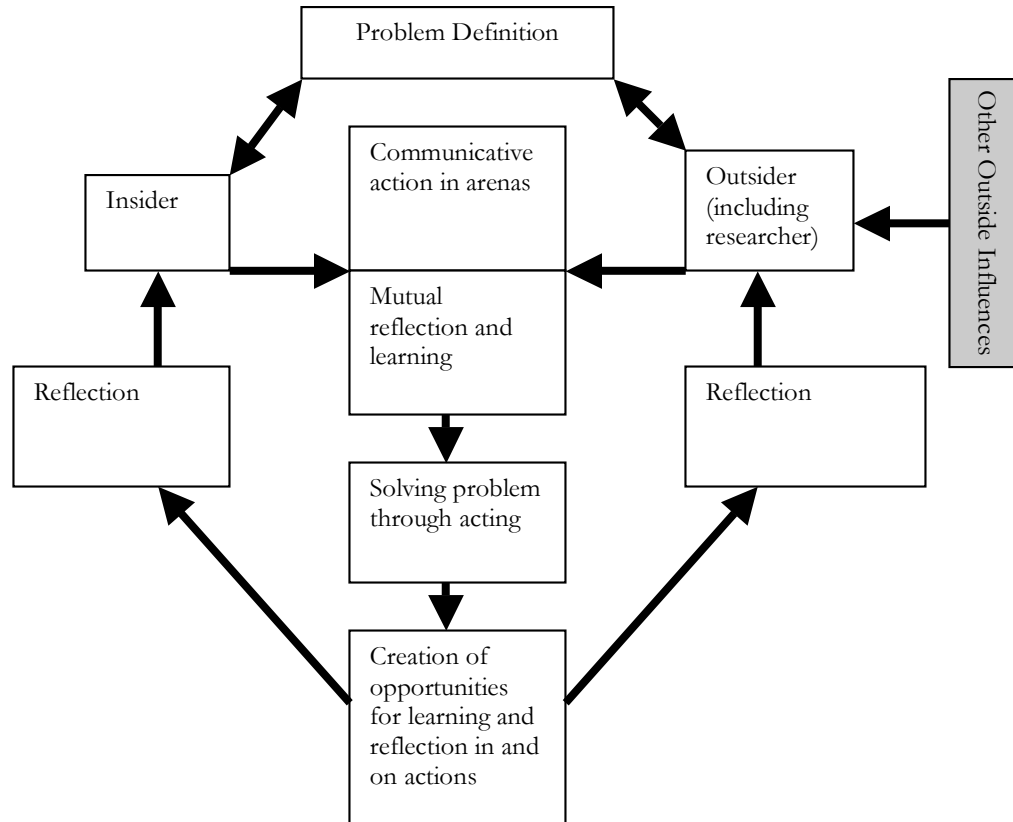 Problem Definition
Communicative
action in arenas
Insider
Outsider
(including
researcher)
Other Outside Influences
Mutual
reflection and
learning
Reflection
Reflection
Solving problem
through acting
Creation of
opportunities
for learning and
reflection in and
on actions